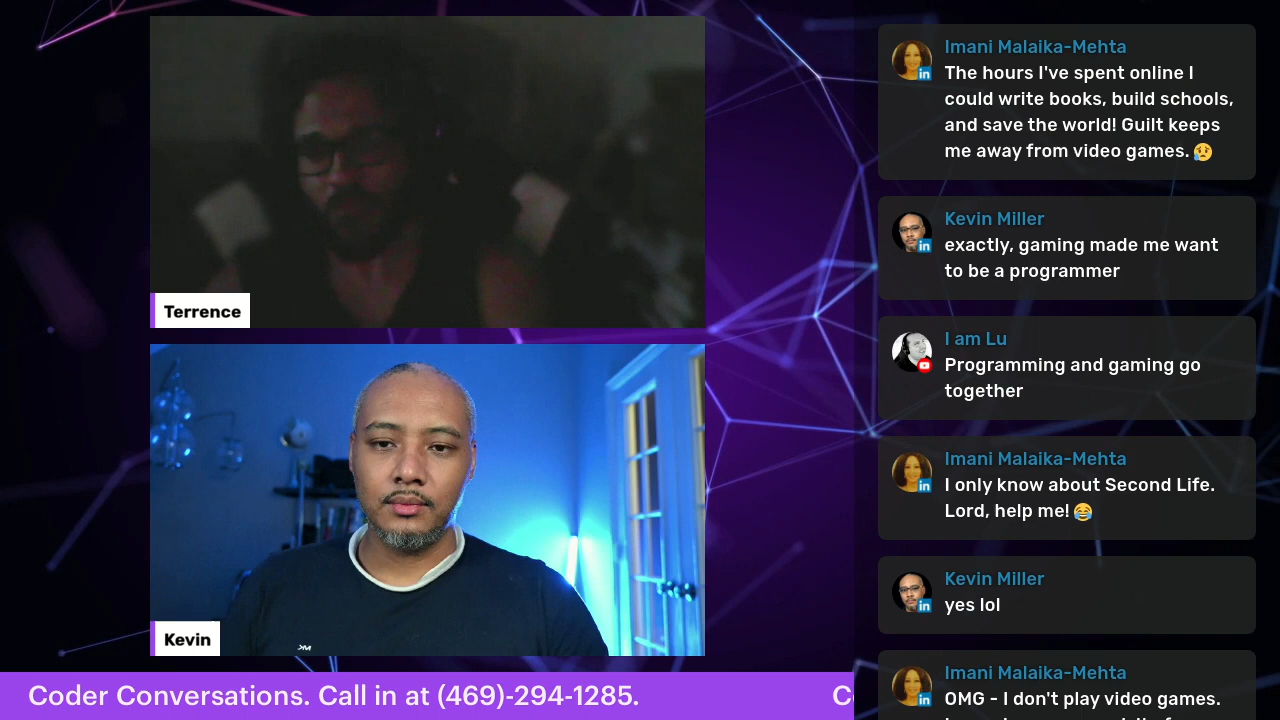 Terrence
Kevin
Coder Conversations. Call in at (469)-294-1285.
Imani Malaika-Mehta
The hours I've spent online I
could write books, build schools,
and save the world! Guilt keeps
me away from video games. 😥
Kevin Miller
exactly, gaming made me want
to be a programmer
I am Lu
Programming and gaming go
together
Imani Malaika-Mehta
I only know about Second Life.
Lord, help me! 😂
Kevin Miller
yes lol
Imani Malaika-Mehta
OMG - I don't play video games.